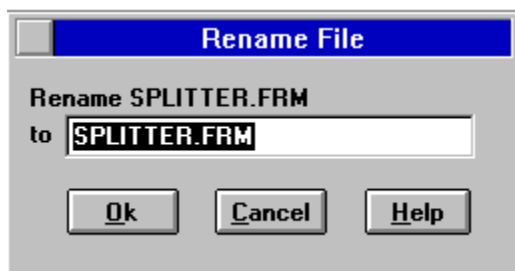 Rename File
Rename SPLITTER.FRM
to SPLITTER.FRM
Ok Cancel Help